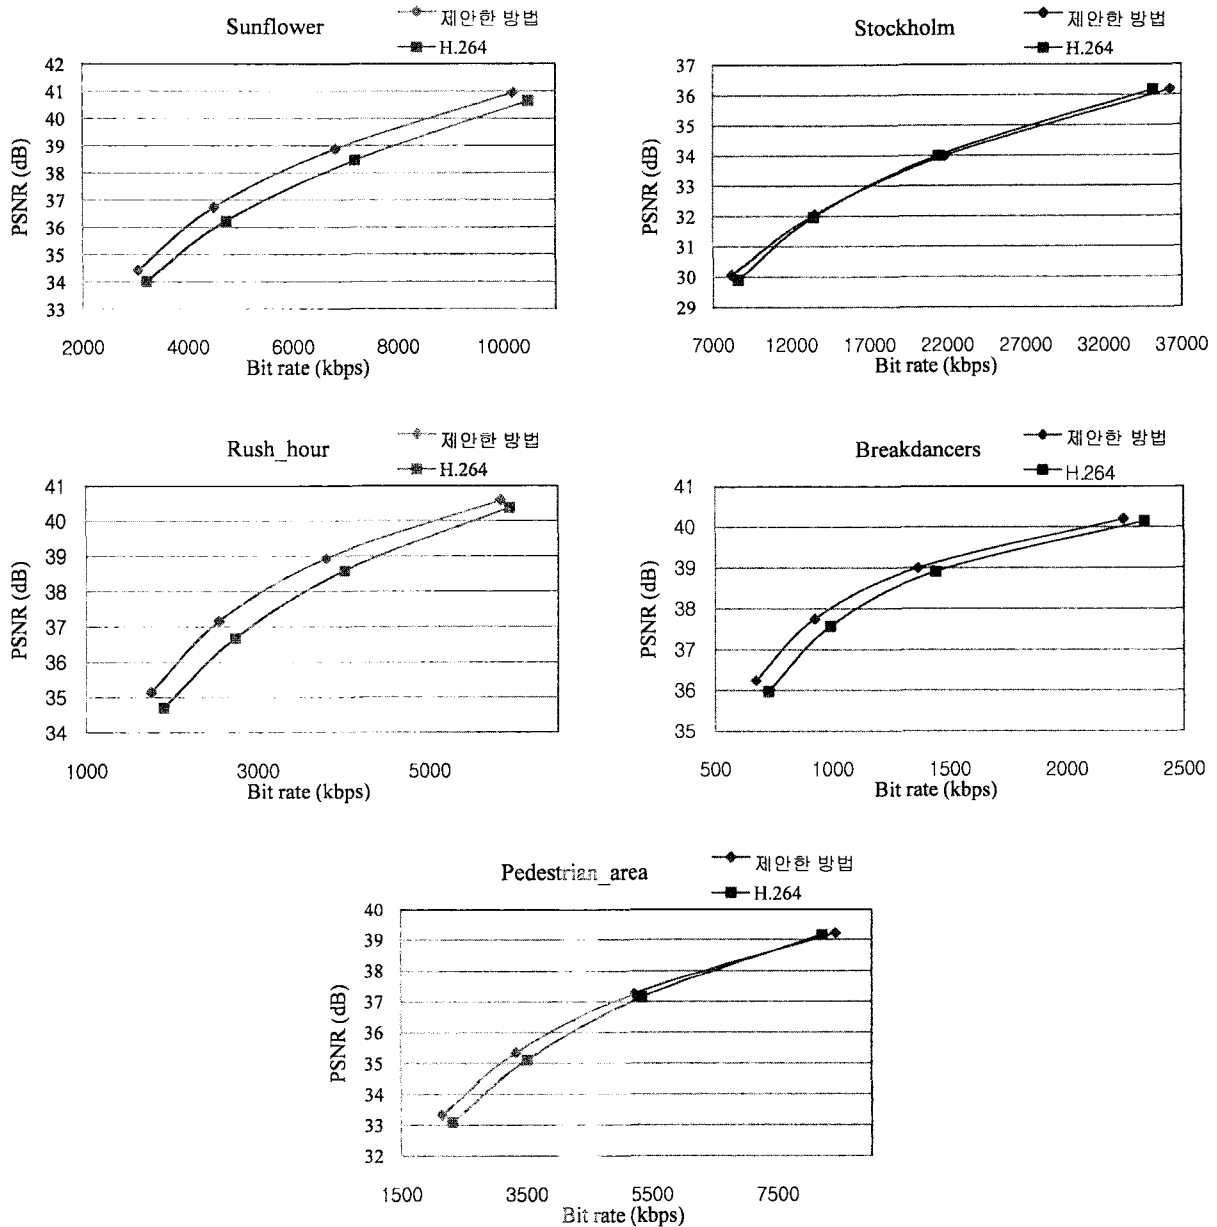 Sunflower
제안한 방법
H.264
42
41
40
39
38
37
36
35
34
33
PSNR (dB)
2000 4000 6000 8000 10000
Bit rate (kbps)
Stockholm
제안한 방법
H.264
37
36
35
34
33
32
31
30
29
PSNR (dB)
7000 12000 17000 22000 27000 32000 37000
Bit rate (kbps)
Rush_hour
제안한 방법
H.264
41
40
39
38
37
36
35
34
PSNR (dB)
1000 3000 5000
Bit rate (kbps)
Breakdancers
제안한 방법
H.264
41
40
39
38
37
36
35
PSNR (dB)
500 1000 1500 2000 2500
Bit rate (kbps)
Pedestrian_area
제안한 방법
H.264
40
39
38
37
36
35
34
33
32
PSNR (dB)
1500 3500 5500 7500
Bit rate (kbps)